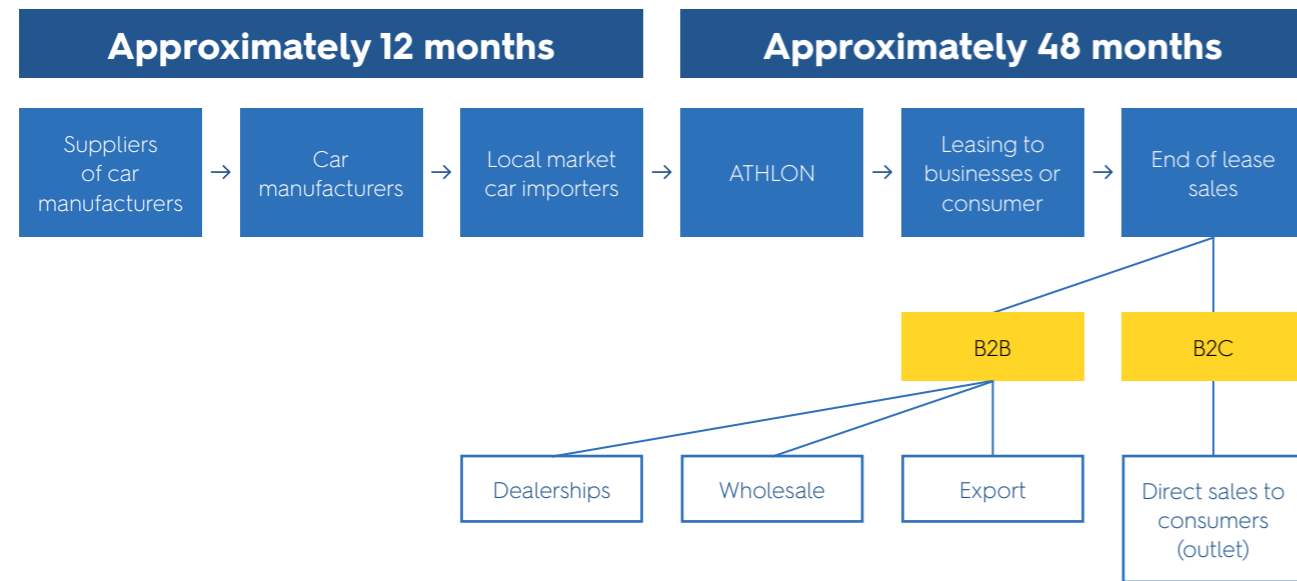 Approximately 12 months
Approximately 48 months
Suppliers
of car
manufacturers
→
Car
manufacturers
→
Local market
car importers
→
ATHLON
→
Leasing to
businesses or
consumer
→
End of lease
sales
B2B
B2C
Dealerships
Wholesale
Export
Direct sales to
consumers
(outlet)